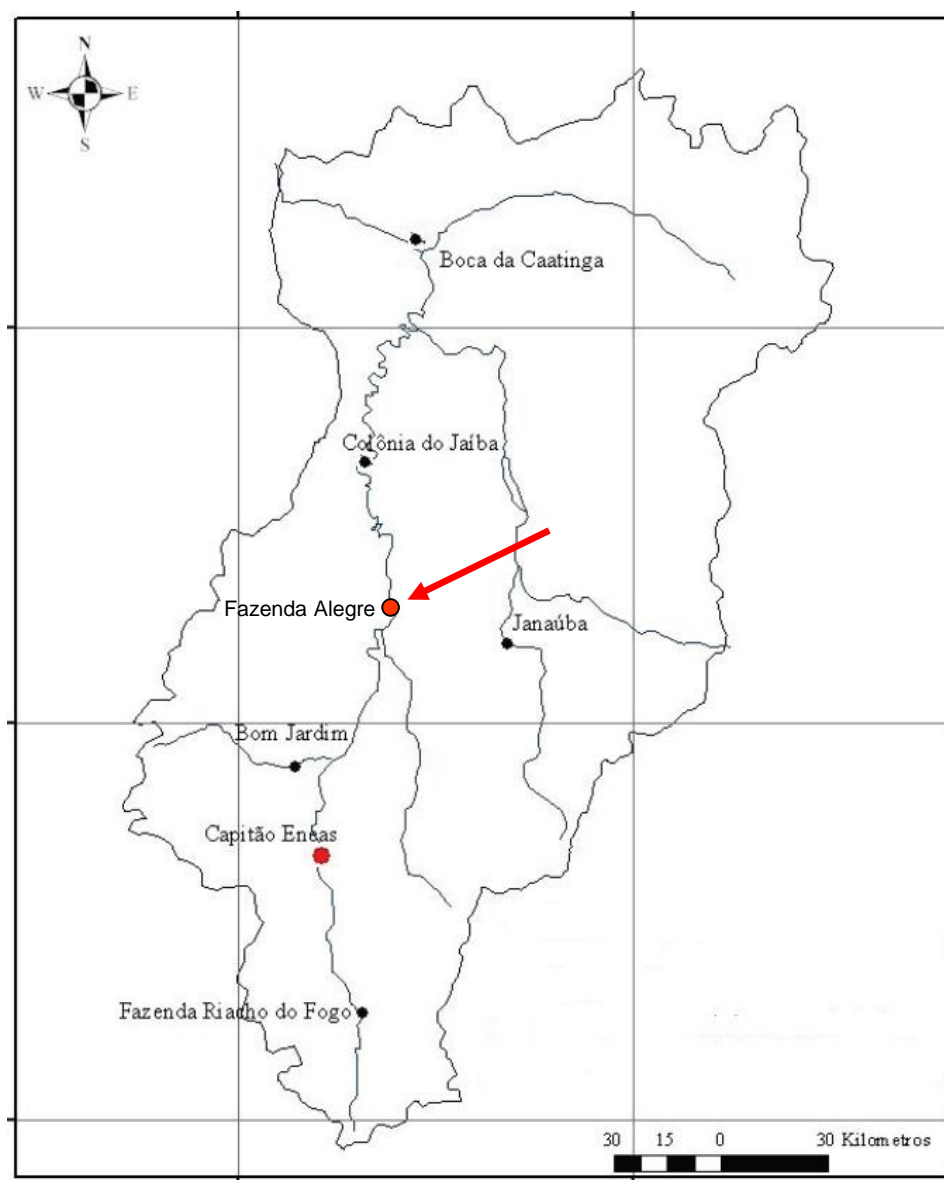 N
W E
S
Boca da Caatinga
Colônia do Jaíba
Fazenda Alegre
Janaúba
Bom Jardim
Capitão Enéas
Fazenda Riacho do Fogo
30 15 0 30 Kilometros